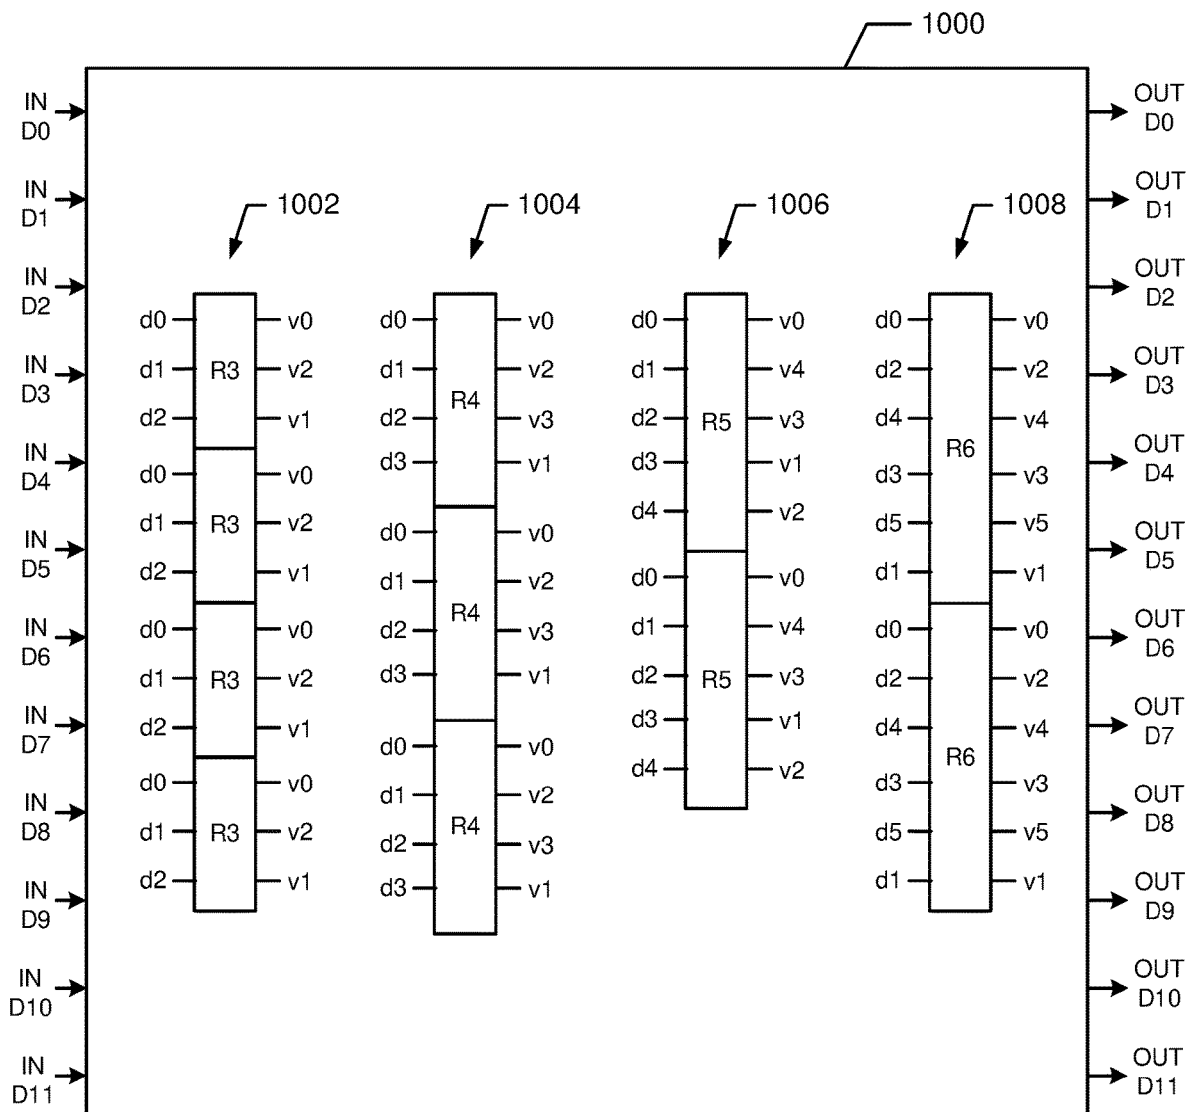 1000
IN
D0
IN
D1
IN
D2
IN
D3
IN
D4
IN
D5
IN
D6
IN
D7
IN
D8
IN
D9
IN
D10
IN
D11
1002
d0 v0
d1 R3 v2
d2 v1
d0 v0
d1 R3 v2
d2 v1
d0 v0
d1 R3 v2
d2 v1
d0 v0
d1 R3 v2
d2 v1
1004
d0 v0
d1 v2
R4
d2 v3
d3 v1
d0 v0
d1 v2
R4
d2 v3
d3 v1
d0 v0
d1 v2
R4
d2 v3
d3 v1
1006
d0 v0
d1 v4
d2 R5 v3
d3 v1
d4 v2
d0 v0
d1 v4
d2 R5 v3
d3 v1
d4 v2
1008
d0 v0
d2 v2
d4 v4
R6
d3 v3
d5 v5
d1 v1
d0 v0
d2 v2
d4 v4
R6
d3 v3
d5 v5
d1 v1
OUT
D0
OUT
D1
OUT
D2
OUT
D3
OUT
D4
OUT
D5
OUT
D6
OUT
D7
OUT
D8
OUT
D9
OUT
D10
OUT
D11